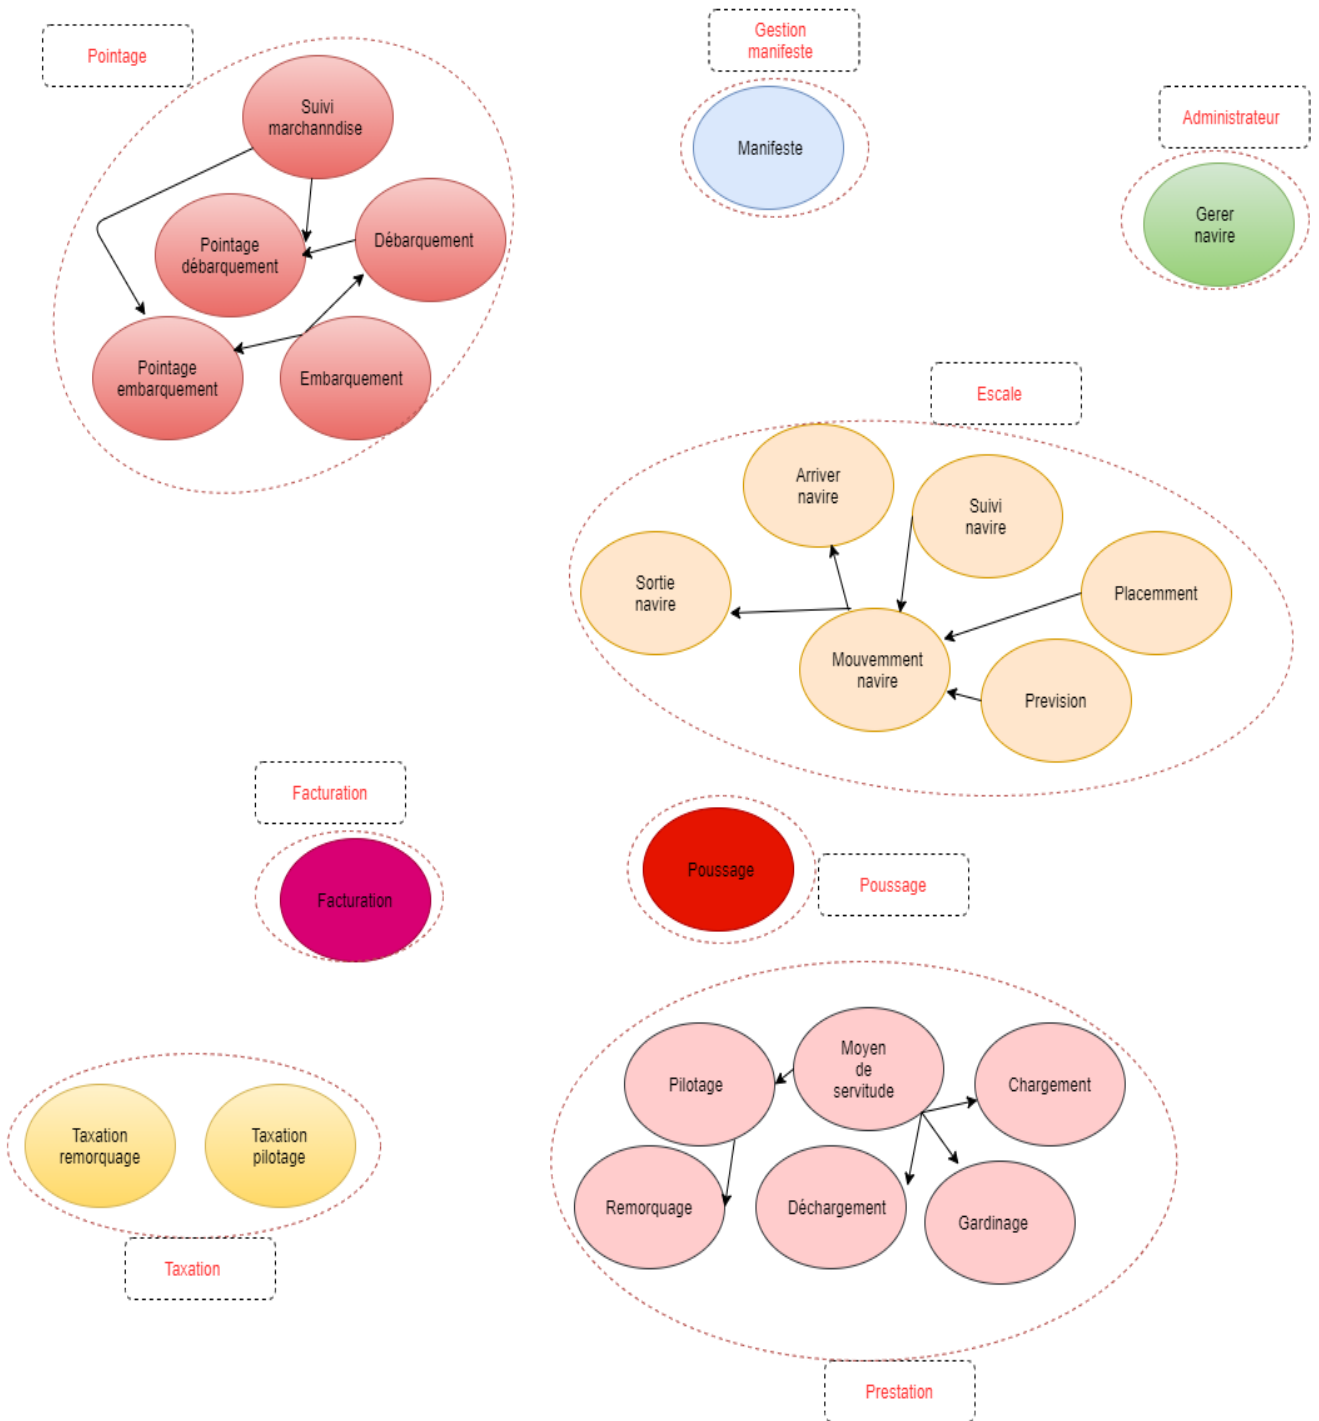 Pointage
Suivi
marchanndise
Pointage
débarquement
Débarquement
Pointage
embarquement
Embarquement
Gestion
manifeste
Manifeste
Administrateur
Gerer
navire
Escale
Arriver
navire
Suivi
navire
Sortie
navire
Placemment
Mouvemment
navire
Prevision
Facturation
Facturation
Poussage
Poussage
Taxation
remorquage
Taxation
pilotage
Taxation
Pilotage
Moyen
de
servitude
Chargement
Remorquage
Déchargement
Gardinage
Prestation